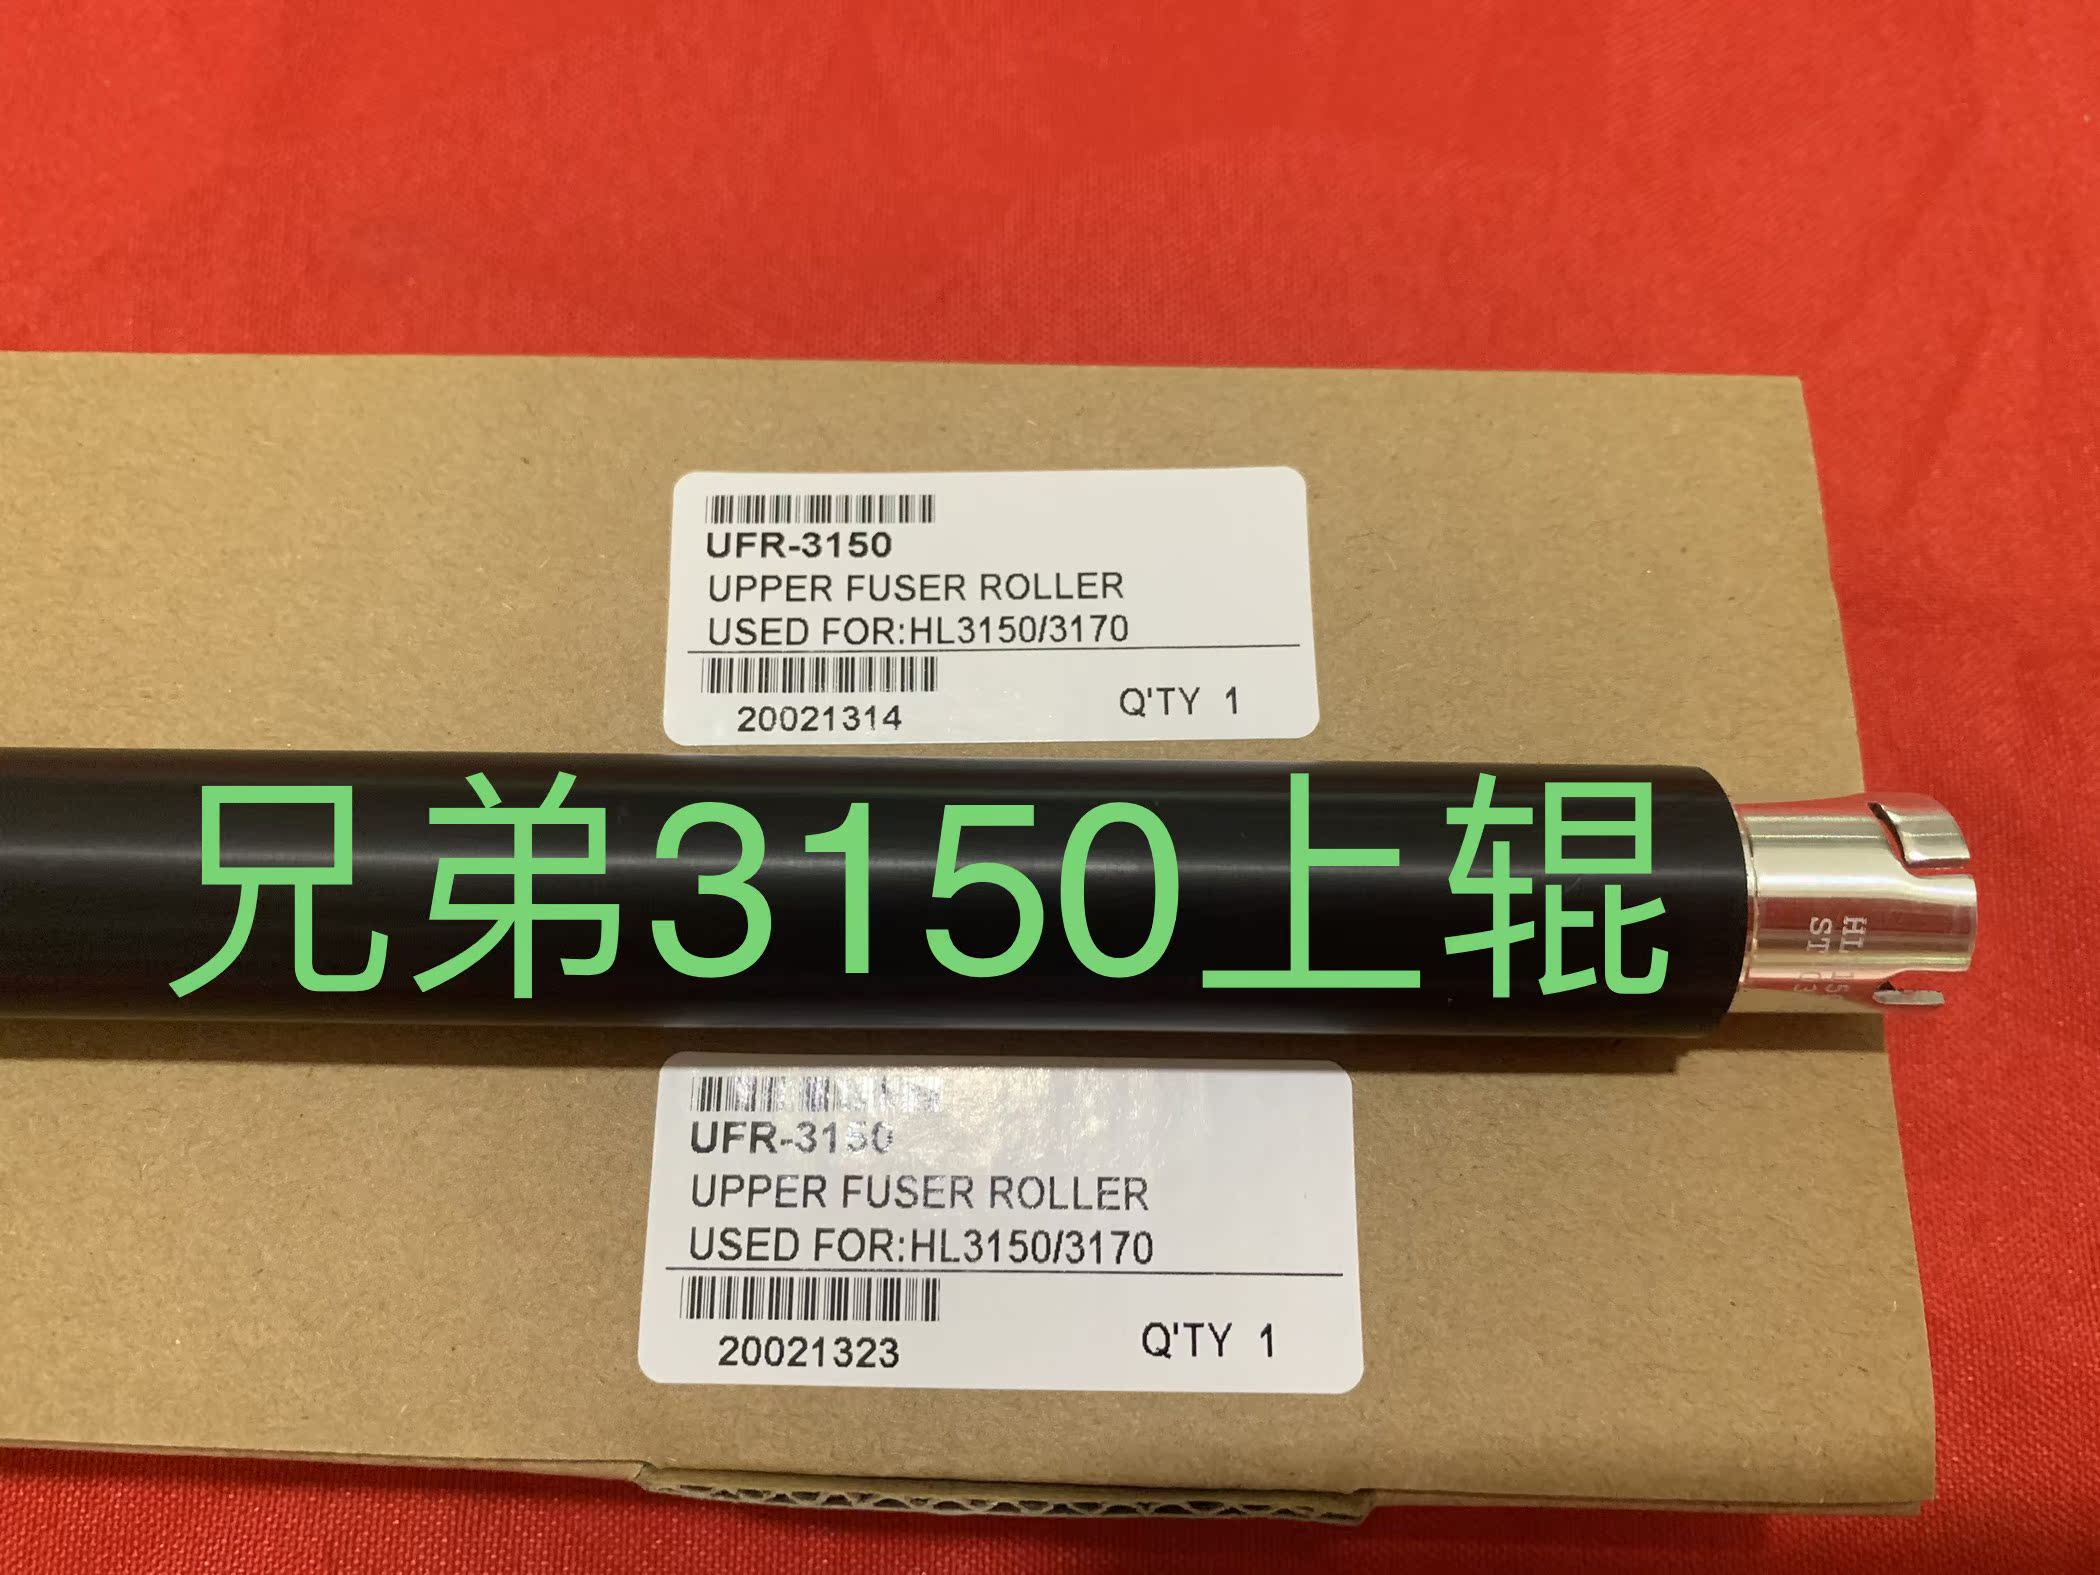 UFR-3150
UPPER FUSER ROLLER
USED FOR:HL3150/3170
20021314
Q'TY 1
兄弟3150上辊
UFR-3150
UPPER FUSER ROLLER
USED FOR:HL3150/3170
20021323
Q'TY 1